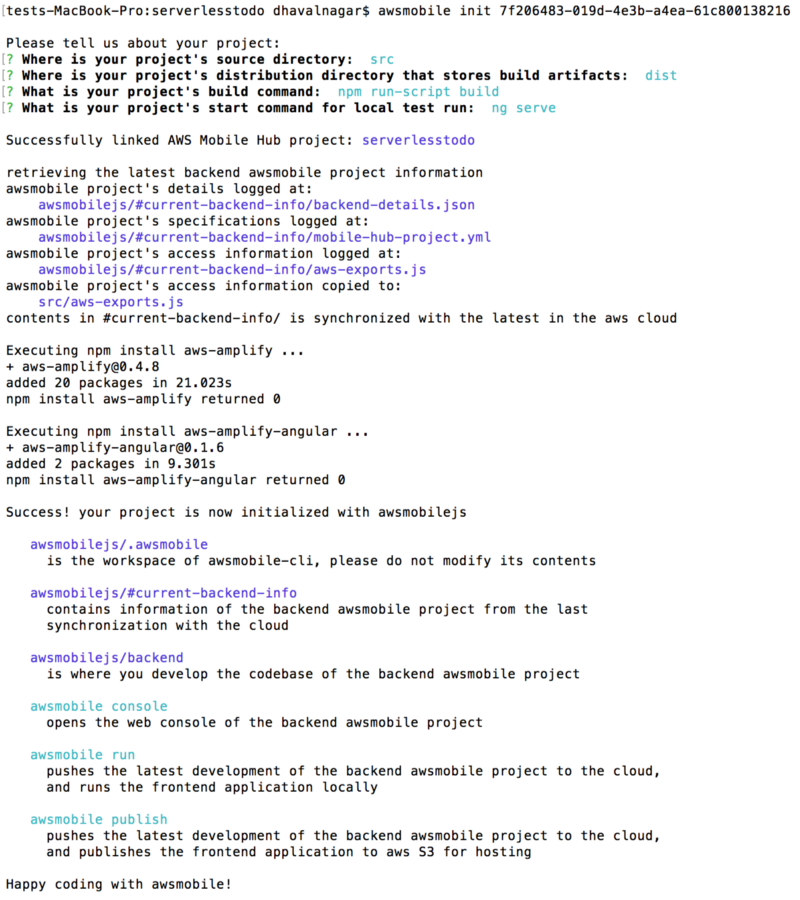 [tests-MacBook-Pro:serverlesstodo dhavalnagar$ awsmobile init 7f206483-019d-4e3b-a4ea-61c800138216
Please tell us about your project:
[? Where is your project's source directory:  src
[? Where is your project's distribution directory that stores build artifacts:  dist
[? What is your project's build command:  npm run-script build
[? What is your project's start command for local test run:  ng serve
Successfully linked AWS Mobile Hub project: serverlesstodo
retrieving the latest backend awsmobile project information
awsmobile project's details logged at:
awsmobilejs/#current-backend-info/backend-details.json
awsmobile project's specifications logged at:
awsmobilejs/#current-backend-info/mobile-hub-project.yml
awsmobile project's access information logged at:
awsmobilejs/#current-backend-info/aws-exports.js
awsmobile project's access information copied to:
src/aws-exports.js
contents in #current-backend-info/ is synchronized with the latest in the aws cloud
Executing npm install aws-amplify ...
+ aws-amplify@0.4.8
added 20 packages in 21.023s
npm install aws-amplify returned 0
Executing npm install aws-amplify-angular ...
+ aws-amplify-angular@0.1.6
added 2 packages in 9.301s
npm install aws-amplify-angular returned 0
Success! your project is now initialized with awsmobilejs
awsmobilejs/.awsmobile
is the workspace of awsmobile-cli, please do not modify its contents
awsmobilejs/#current-backend-info
contains information of the backend awsmobile project from the last
synchronization with the cloud
awsmobilejs/backend
is where you develop the codebase of the backend awsmobile project
awsmobile console
opens the web console of the backend awsmobile project
awsmobile run
pushes the latest development of the backend awsmobile project to the cloud,
and runs the frontend application locally
awsmobile publish
pushes the latest development of the backend awsmobile project to the cloud,
and publishes the frontend application to aws S3 for hosting
Happy coding with awsmobile!